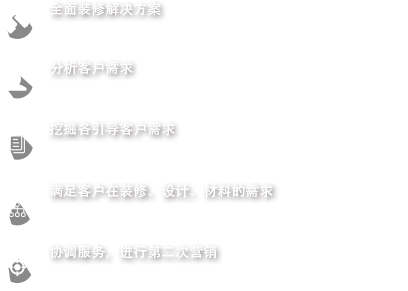 全面装修解决方案
分析客户需求
挖掘各引导客户需求
满足客户在装修、设计、材料的需求
协调服务，进行第二次营销